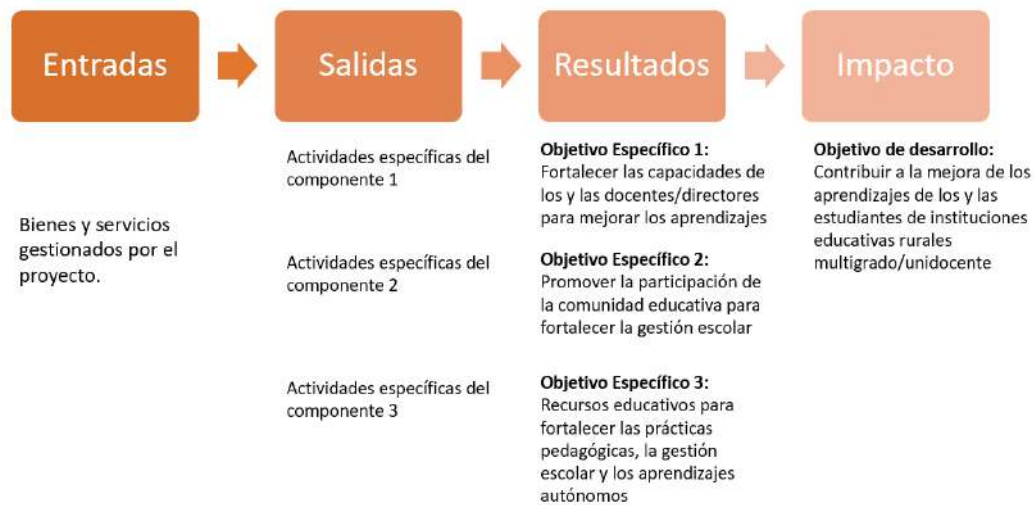 Entradas
Salidas
Resultados
Impacto
Bienes y servicios
gestionados por el
proyecto.
Actividades específicas del
componente 1
Actividades específicas del
componente 2
Actividades específicas del
componente 3
Objetivo Específico 1:
Fortalecer las capacidades de
los y las docentes/directores
para mejorar los aprendizajes
Objetivo Específico 2:
Promover la participación de
la comunidad educativa para
fortalecer la gestión escolar
Objetivo Específico 3:
Recursos educativos para
fortalecer las prácticas
pedagógicas, la gestión
escolar y los aprendizajes
autónomos
Objetivo de desarrollo:
Contribuir a la mejora de los
aprendizajes de los y las
estudiantes de instituciones
educativas rurales
multigrado/unidocente